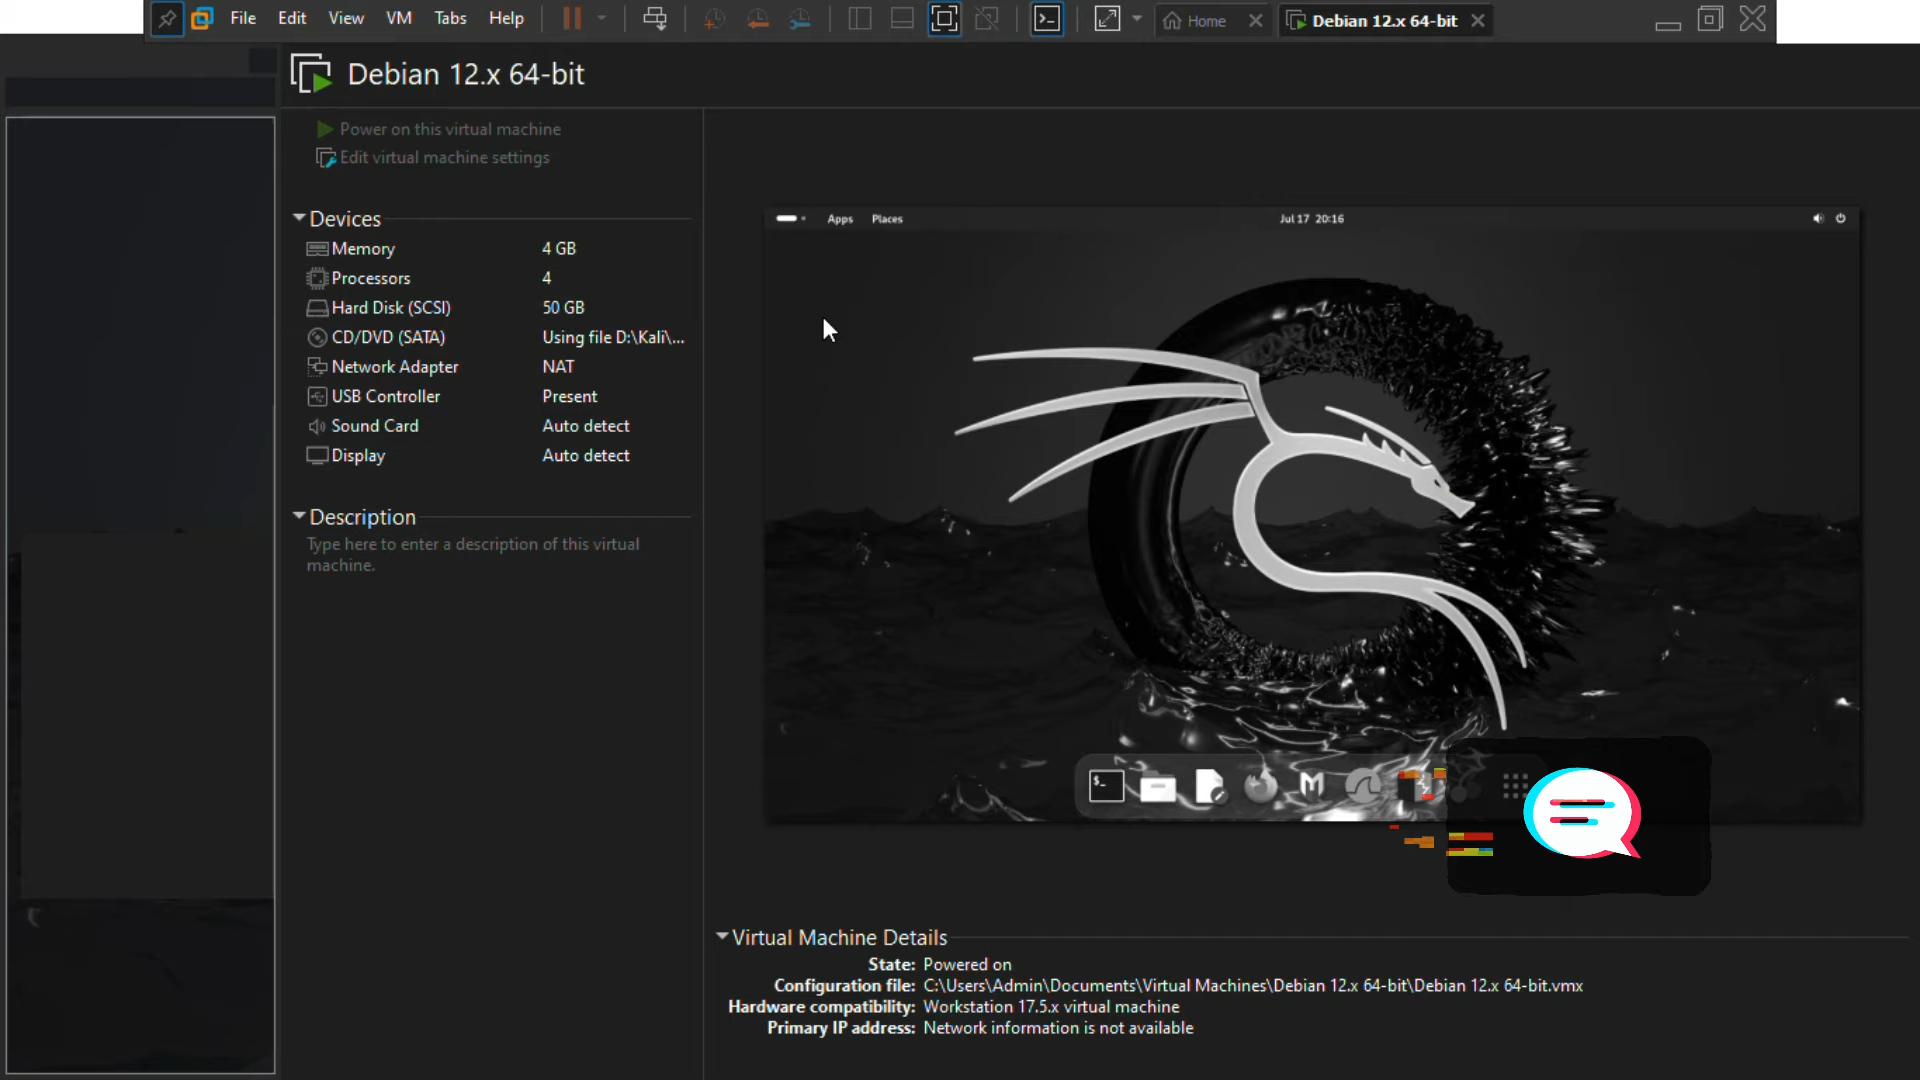 File Edit View VM Tabs Help
Home
Debian 12.x 64-bit
Debian 12.x 64-bit
Power on this virtual machine
Edit virtual machine settings
Devices
Memory 4 GB
Processors 4
Hard Disk (SCSI) 50 GB
CD/DVD (SATA) Using file D:\Kali\...
Network Adapter NAT
USB Controller Present
Sound Card Auto detect
Display Auto detect
Description
Type here to enter a description of this virtual
machine.
Apps Places Jul 17 20:16
Virtual Machine Details
State: Powered on
Configuration file: C:\Users\Admin\Documents\Virtual Machines\Debian 12.x 64-bit\Debian 12.x 64-bit.vmx
Hardware compatibility: Workstation 17.5.x virtual machine
Primary IP address: Network information is not available